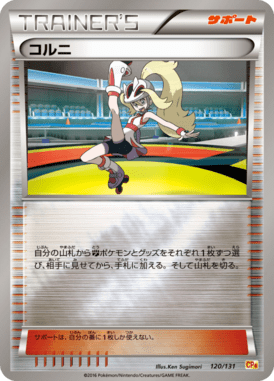 TRAINER'S サポート
コルニ
自分の山札から闘ポケモンとグッズをそれぞれ1枚ずつ選
び、相手に見せてから、手札に加える。そして山札を切る。
サポートは、自分の番に1枚しか使えない。
Illus.Ken Sugimori 120/131 CP4
©2016 Pokémon/Nintendo/Creatures/GAME FREAK.